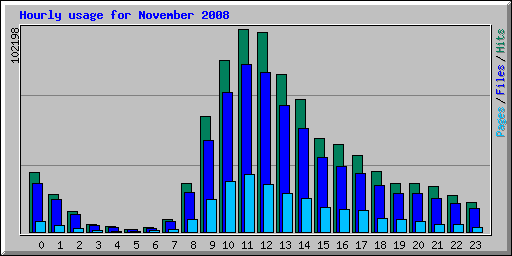 Hourly usage for November 2008
102198
Pages/Files/Hits
0 1 2 3 4 5 6 7 8 9 10 11 12 13 14 15 16 17 18 19 20 21 22 23